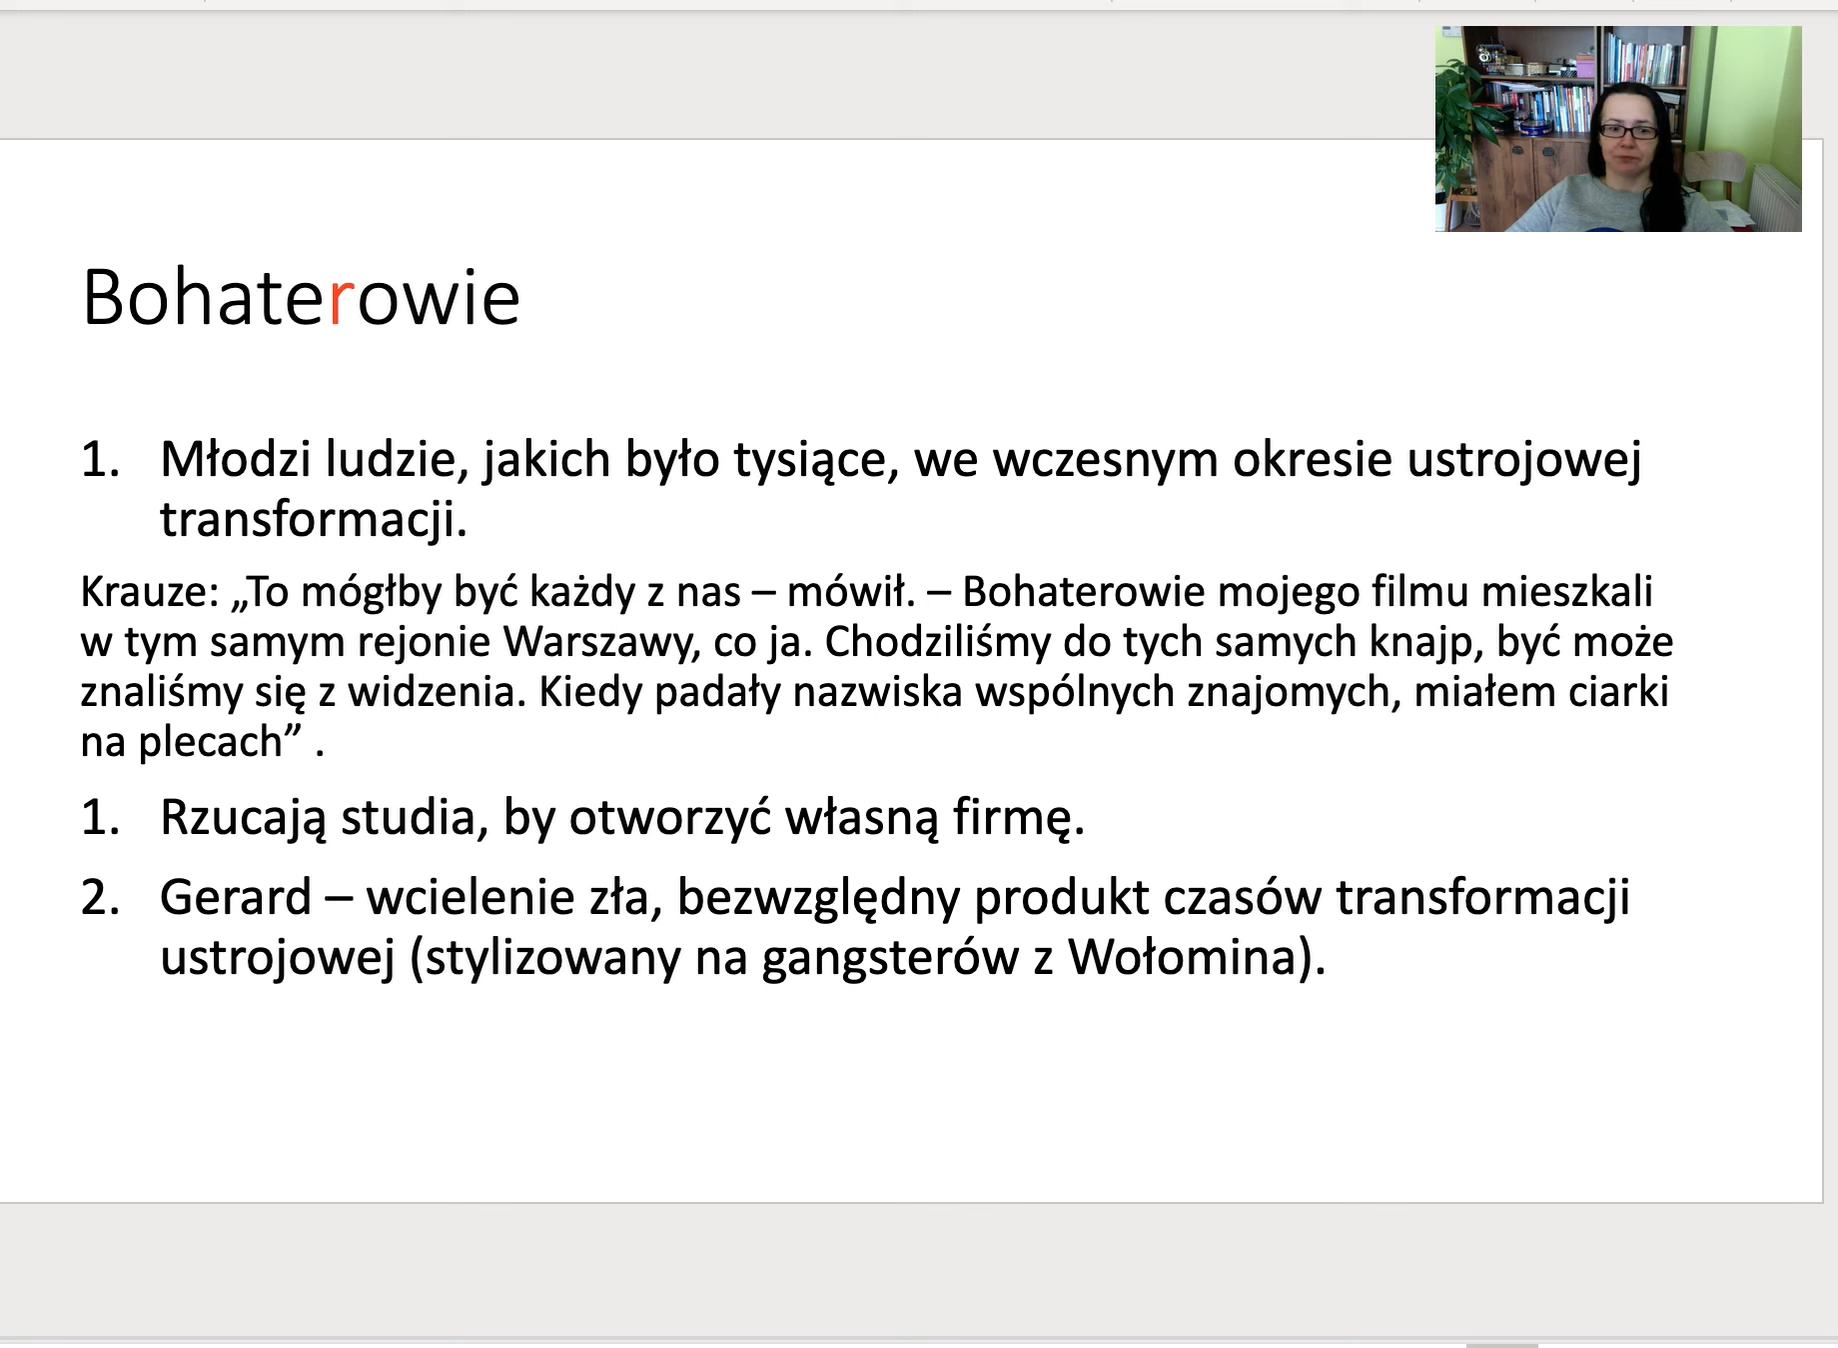 Bohaterowie
1. Młodzi ludzie, jakich było tysiące, we wczesnym okresie ustrojowej
transformacji.
Krauze: „To mógłby być każdy z nas – mówił. – Bohaterowie mojego filmu mieszkali
w tym samym rejonie Warszawy, co ja. Chodziliśmy do tych samych knajp, być może
znaliśmy się z widzenia. Kiedy padały nazwiska wspólnych znajomych, miałem ciarki
na plecach” .
1. Rzucają studia, by otworzyć własną firmę.
2. Gerard – wcielenie zła, bezwzględny produkt czasów transformacji
ustrojowej (stylizowany na gangsterów z Wołomina).